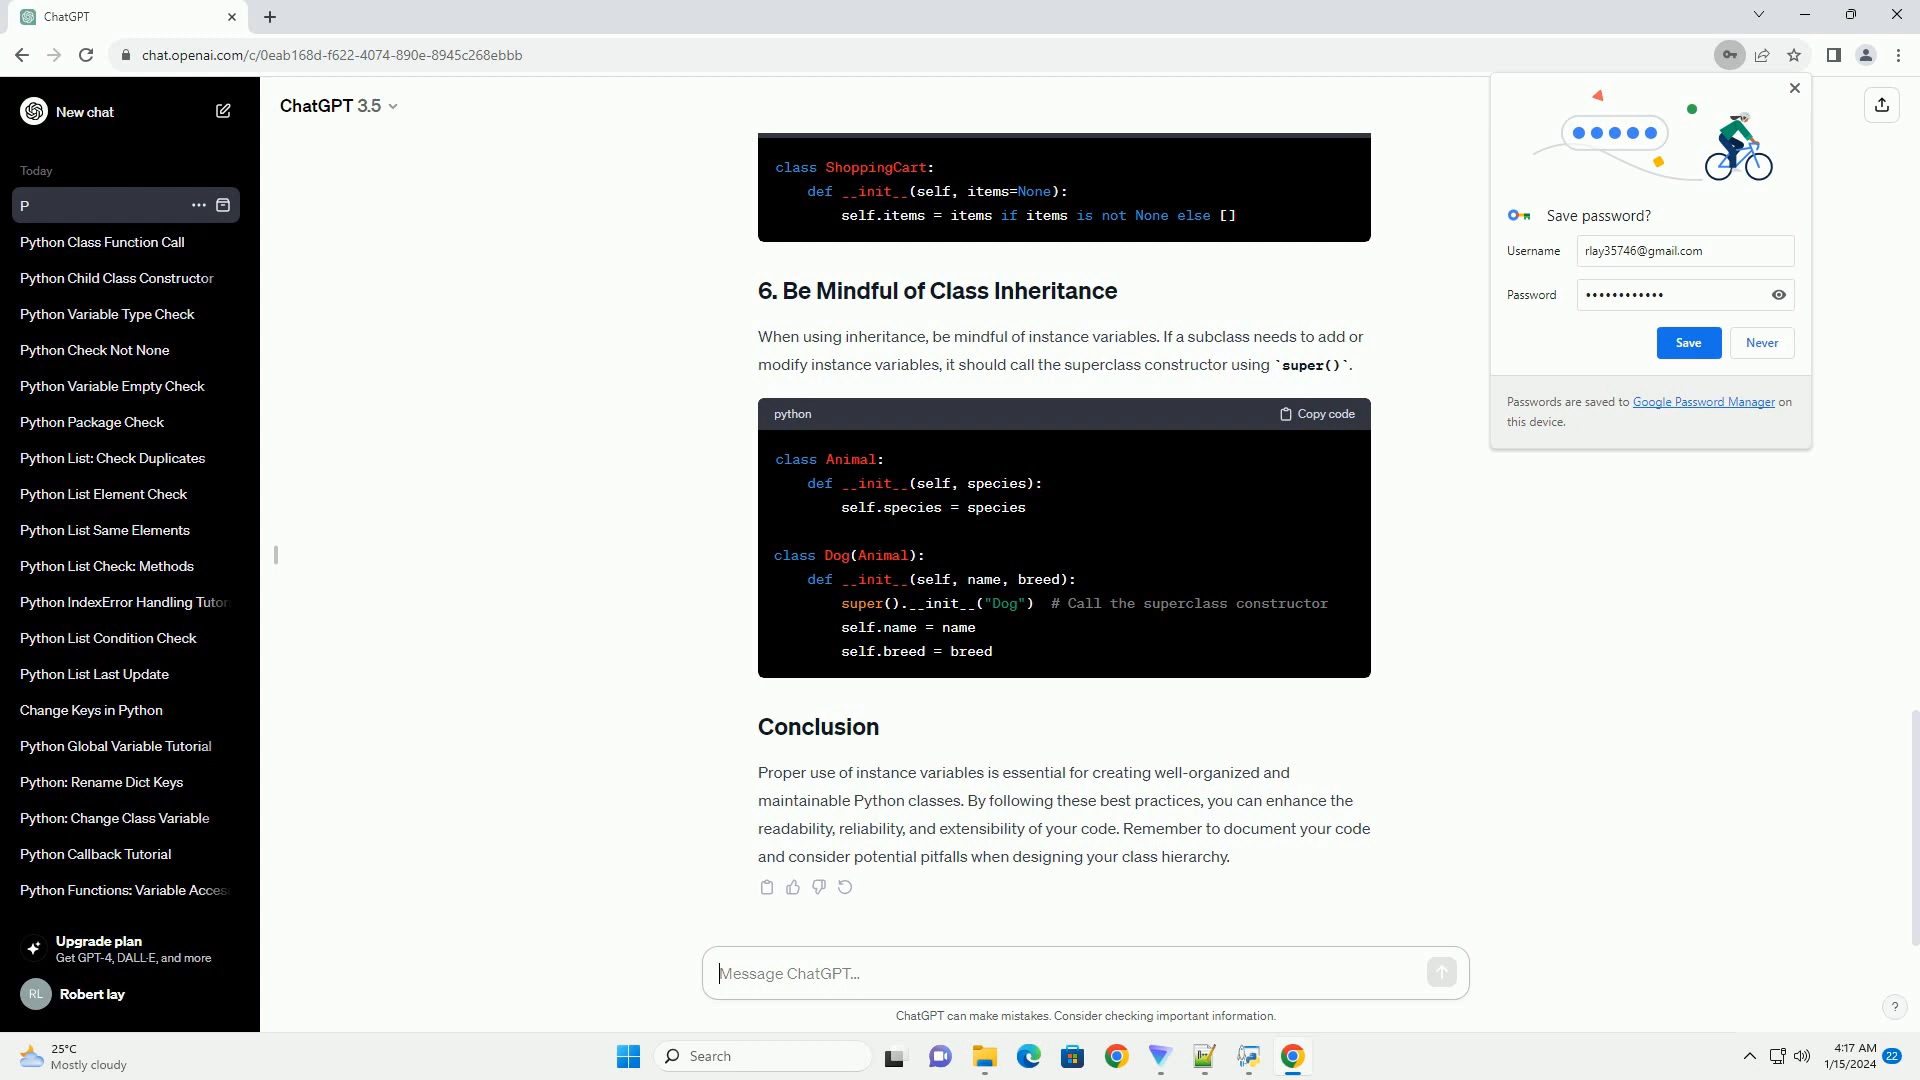 ChatGPT
chat.openai.com/c/0eab168d-f622-4074-890e-8945c268ebbb
New chat
Today
P
Python Class Function Call
Python Child Class Constructor
Python Variable Type Check
Python Check Not None
Python Variable Empty Check
Python Package Check
Python List: Check Duplicates
Python List Element Check
Python List Same Elements
Python List Check: Methods
Python IndexError Handling Tutor
Python List Condition Check
Python List Last Update
Change Keys in Python
Python Global Variable Tutorial
Python: Rename Dict Keys
Python: Change Class Variable
Python Callback Tutorial
Python Functions: Variable Acces
Upgrade plan
Get GPT-4, DALL·E, and more
RL
Robert lay
ChatGPT 3.5
class ShoppingCart:
def __init__(self, items=None):
self.items = items if items is not None else []
6. Be Mindful of Class Inheritance
When using inheritance, be mindful of instance variables. If a subclass needs to add or
modify instance variables, it should call the superclass constructor using `super()`.
python
Copy code
class Animal:
def __init__(self, species):
self.species = species
class Dog(Animal):
def __init__(self, name, breed):
super().__init__("Dog")  # Call the superclass constructor
self.name = name
self.breed = breed
Conclusion
Proper use of instance variables is essential for creating well-organized and
maintainable Python classes. By following these best practices, you can enhance the
readability, reliability, and extensibility of your code. Remember to document your code
and consider potential pitfalls when designing your class hierarchy.
Message ChatGPT...
ChatGPT can make mistakes. Consider checking important information.
?
Save password?
Username
rlay35746@gmail.com
Password
••••••••••••
Save
Never
Passwords are saved to Google Password Manager on
this device.
25°C
Mostly cloudy
Search
4:17 AM
1/15/2024
22